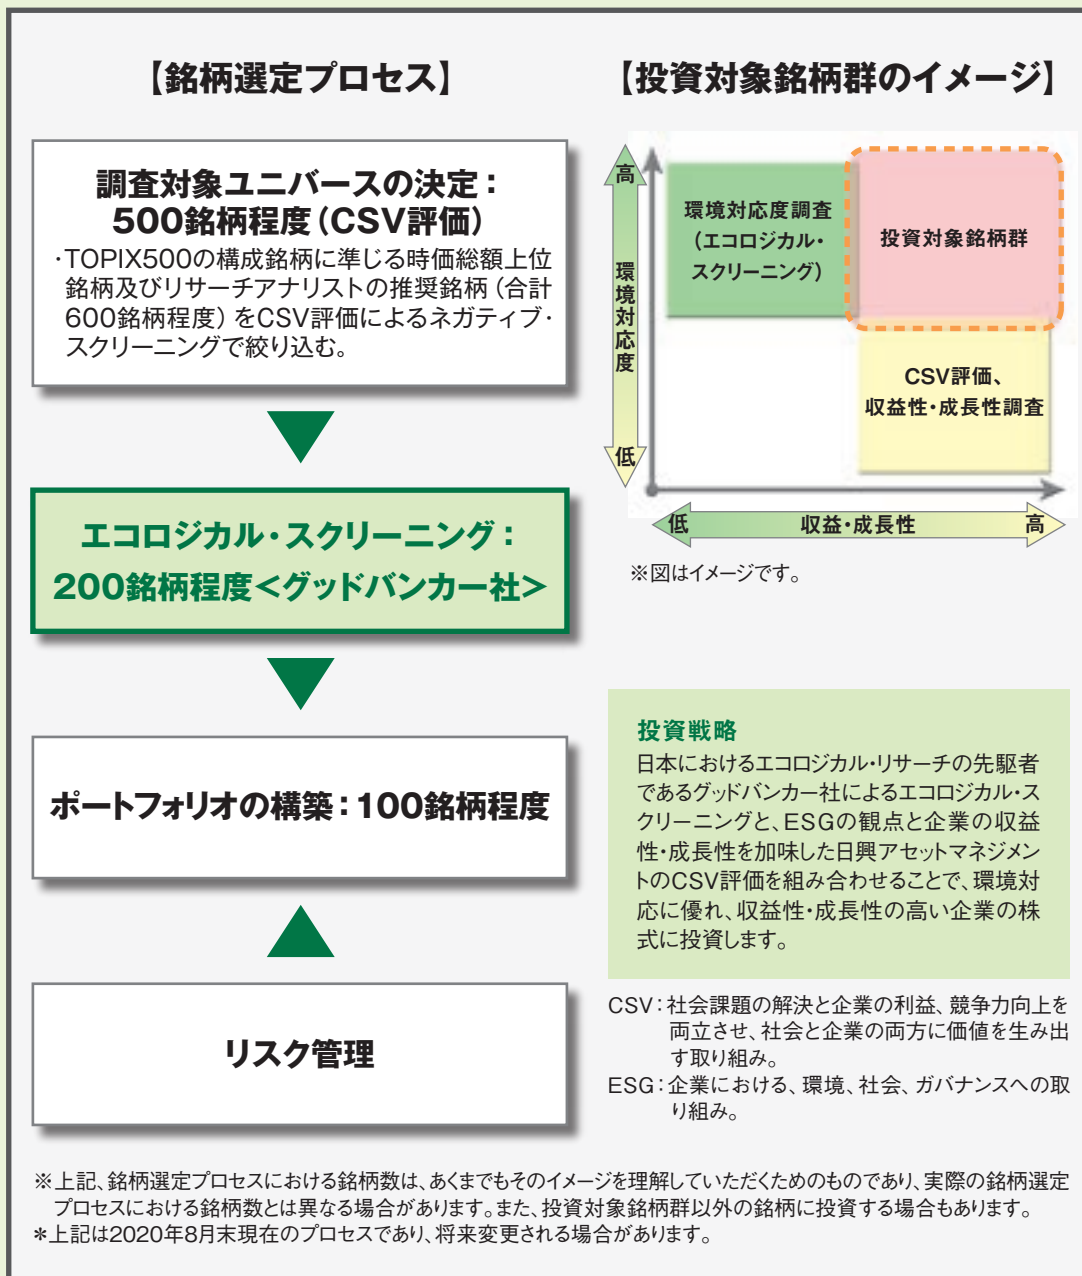 【銘柄選定プロセス】
調査対象ユニバースの決定：
500銘柄程度（CSV評価）
・TOPIX500の構成銘柄に準じる時価総額上位
銘柄及びリサーチアナリストの推奨銘柄（合計
600銘柄程度）をCSV評価によるネガティブ・
スクリーニングで絞り込む。
エコロジカル・スクリーニング：
200銘柄程度＜グッドバンカー社＞
ポートフォリオの構築：100銘柄程度
リスク管理
【投資対象銘柄群のイメージ】
高
環境対応度
低
環境対応度調査
（エコロジカル・
スクリーニング）
投資対象銘柄群
CSV評価、
収益性・成長性調査
低 収益・成長性 高
※図はイメージです。
投資戦略
日本におけるエコロジカル・リサーチの先駆者
であるグッドバンカー社によるエコロジカル・ス
クリーニングと、ESGの観点と企業の収益
性・成長性を加味した日興アセットマネジメン
トのCSV評価を組み合わせることで、環境対
応に優れ、収益性・成長性の高い企業の株
式に投資します。
CSV：社会課題の解決と企業の利益、競争力向上を
両立させ、社会と企業の両方に価値を生み出
す取り組み。
ESG：企業における、環境、社会、ガバナンスへの取
り組み。
※上記、銘柄選定プロセスにおける銘柄数は、あくまでもそのイメージを理解していただくためのものであり、実際の銘柄選定
プロセスにおける銘柄数とは異なる場合があります。また、投資対象銘柄群以外の銘柄に投資する場合もあります。
＊上記は2020年8月末現在のプロセスであり、将来変更される場合があります。